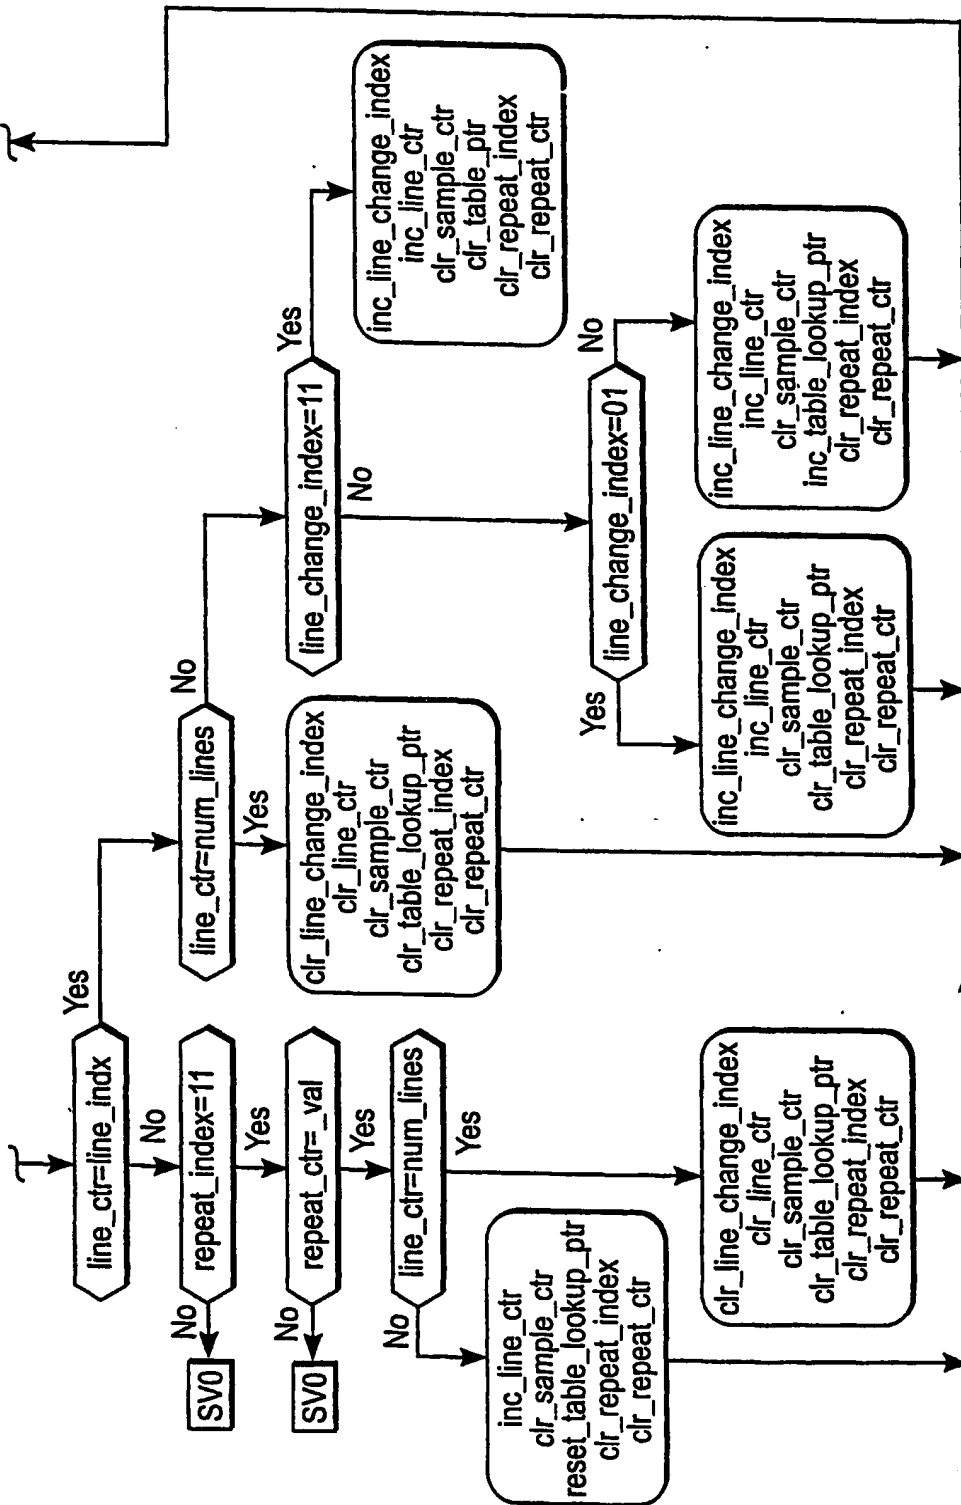 line_ctr=line_indx
Yes
No
repeat_index=11
No
SV0
Yes
repeat_ctr=_val
No
SV0
Yes
line_ctr=num_lines
No
Yes
inc_line_ctr
clr_sample_ctr
reset_table_lookup_ptr
clr_repeat_index
clr_repeat_ctr
clr_line_change_index
clr_line_ctr
clr_sample_ctr
clr_table_lookup_ptr
clr_repeat_index
clr_repeat_ctr
line_ctr=num_lines
No
Yes
clr_line_change_index
clr_line_ctr
clr_sample_ctr
clr_table_lookup_ptr
clr_repeat_index
clr_repeat_ctr
line_change_index=11
Yes
No
inc_line_change_index
inc_line_ctr
clr_sample_ctr
clr_table_ptr
clr_repeat_index
clr_repeat_ctr
line_change_index=01
Yes
No
inc_line_change_index
inc_line_ctr
clr_sample_ctr
clr_table_lookup_ptr
clr_repeat_index
clr_repeat_ctr
inc_line_change_index
inc_line_ctr
clr_sample_ctr
inc_table_lookup_ptr
clr_repeat_index
clr_repeat_ctr